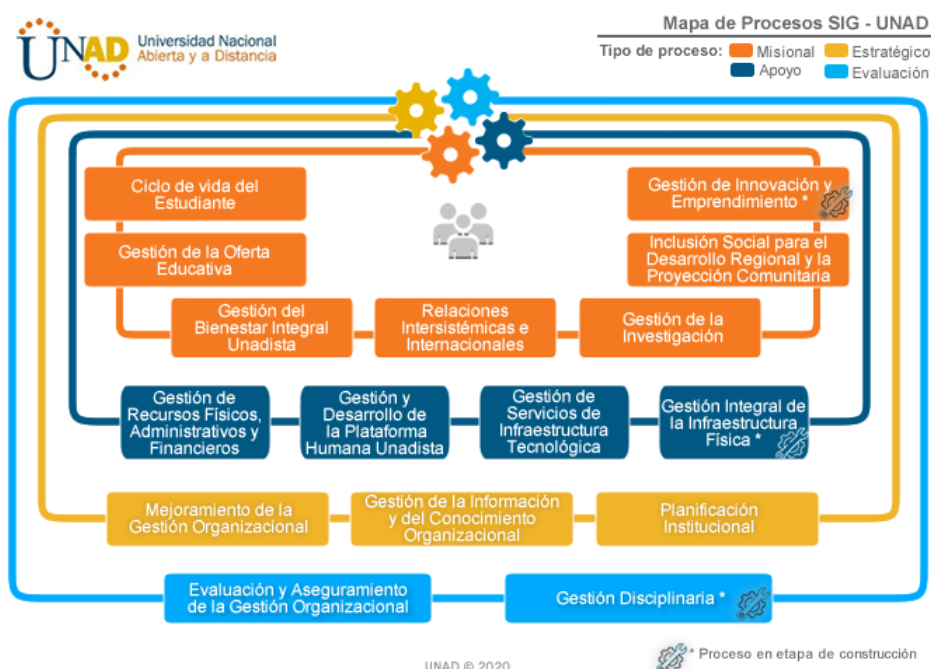 UNAD
Universidad Nacional
Abierta y a Distancia
Mapa de Procesos SIG - UNAD
Tipo de proceso:
Misional
Estratégico
Apoyo
Evaluación
Ciclo de vida del
Estudiante
Gestión de Innovación y
Emprendimiento *
Gestión de la Oferta
Educativa
Inclusión Social para el
Desarrollo Regional y la
Proyección Comunitaria
Gestión del
Bienestar Integral
Unadista
Relaciones
Intersistémicas e
Internacionales
Gestión de la
Investigación
Gestión de
Recursos Físicos,
Administrativos y
Financieros
Gestión y
Desarrollo de
la Plataforma
Humana Unadista
Gestión de
Servicios de
Infraestructura
Tecnológica
Gestión Integral de
la Infraestructura
Física *
Mejoramiento de la
Gestión Organizacional
Gestión de la Información
y del Conocimiento
Organizacional
Planificación
Institucional
Evaluación y Aseguramiento
de la Gestión Organizacional
Gestión Disciplinaria *
* Proceso en etapa de construcción
UNAD © 2020